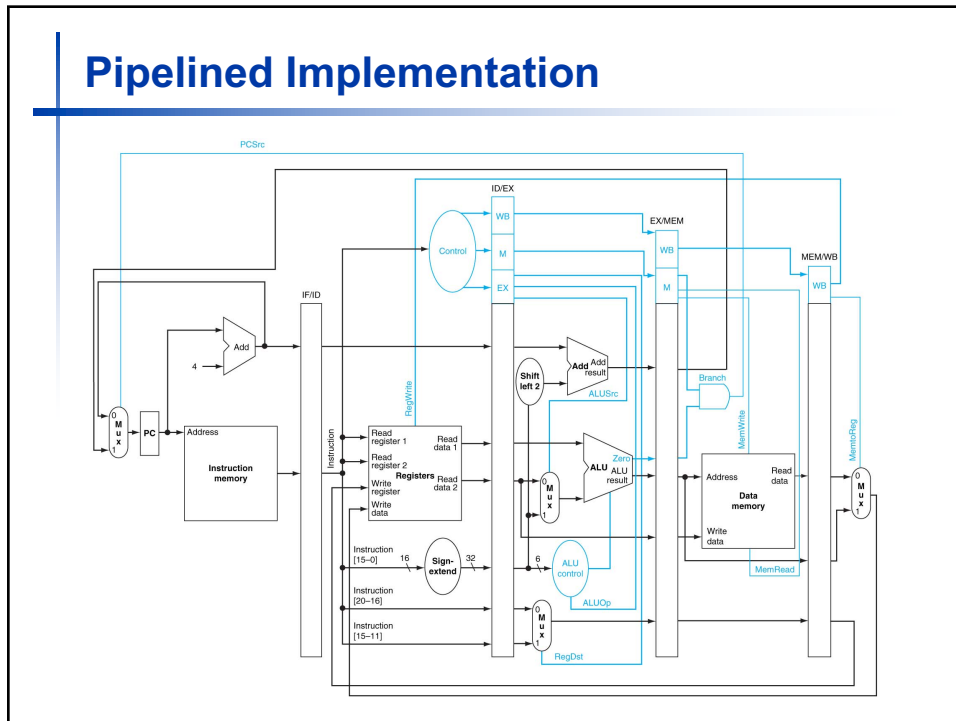 Pipelined Implementation
PCSrc
ID/EX
WB
EX/MEM
Control
M
WB
MEM/WB
EX
M
WB
IF/ID
Add
4
Add
Add
result
Shift
left 2
Branch
ALUSrc
RegWrite
MemWrite
MemtoReg
0
M
u
x
1
PC
Address
Instruction
memory
Instruction
Read
register 1
Read
data 1
Read
register 2
Registers
Read
data 2
Write
register
Write
data
0
M
u
x
1
Zero
ALU
ALU
result
Address
Read
data
Data
memory
Write
data
0
M
u
x
1
Instruction
[15–0]
16
Sign-
extend
32
6
ALU
control
MemRead
Instruction
[20–16]
ALUOp
0
M
u
x
1
Instruction
[15–11]
RegDst